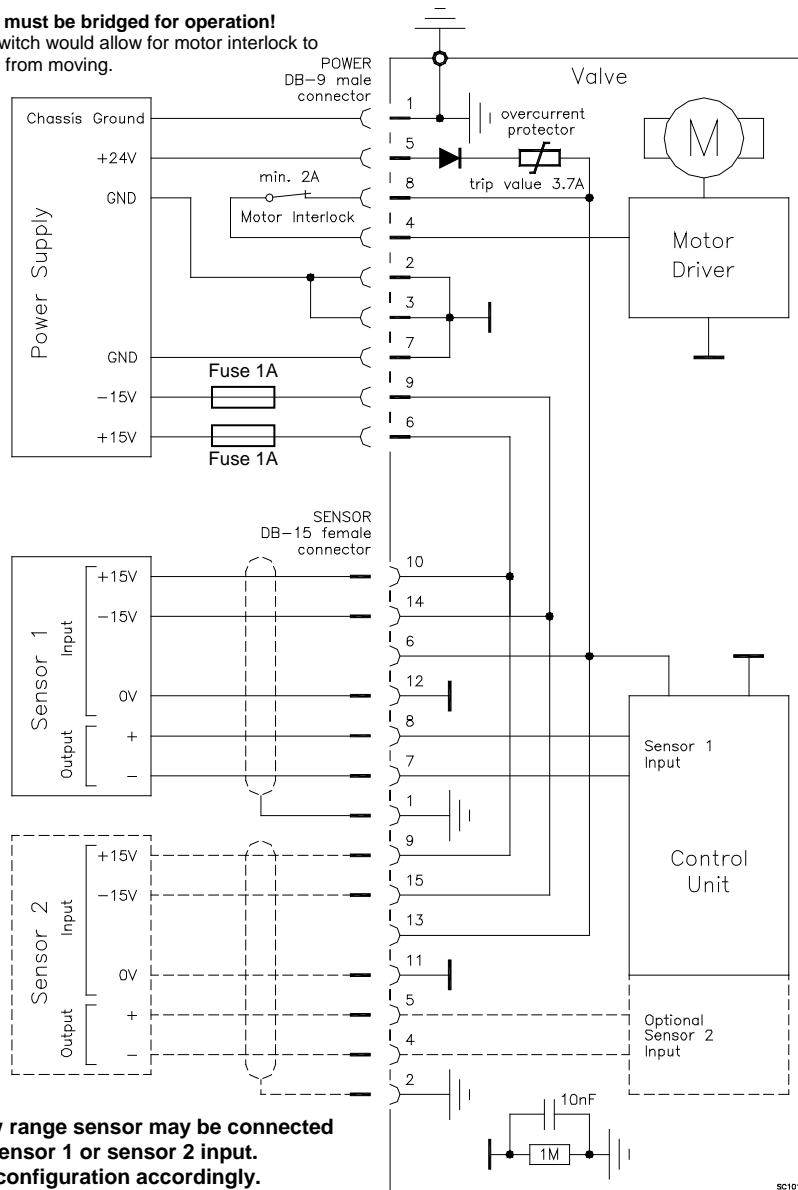 must be bridged for operation!
witch would allow for motor interlock to
from moving.
POWER
DB-9 male
connector
Valve
Chassis Ground
1
overcurrent
protector
M
+24V
5
trip value 3.7A
GND
min. 2A
8
Motor Interlock
4
Motor
Driver
Power Supply
2
3
GND
7
Fuse 1A
-15V
9
+15V
6
Fuse 1A
SENSOR
DB-15 female
connector
Sensor 1
Input
+15V
10
-15V
14
6
0V
12
Output
+
8
Sensor 1
Input
-
7
1
Control
Unit
Sensor 2
Input
+15V
9
-15V
15
13
0V
11
Output
+
5
Optional
Sensor 2
Input
-
4
2
10nF
1M
range sensor may be connected
ensor 1 or sensor 2 input.
configuration accordingly.